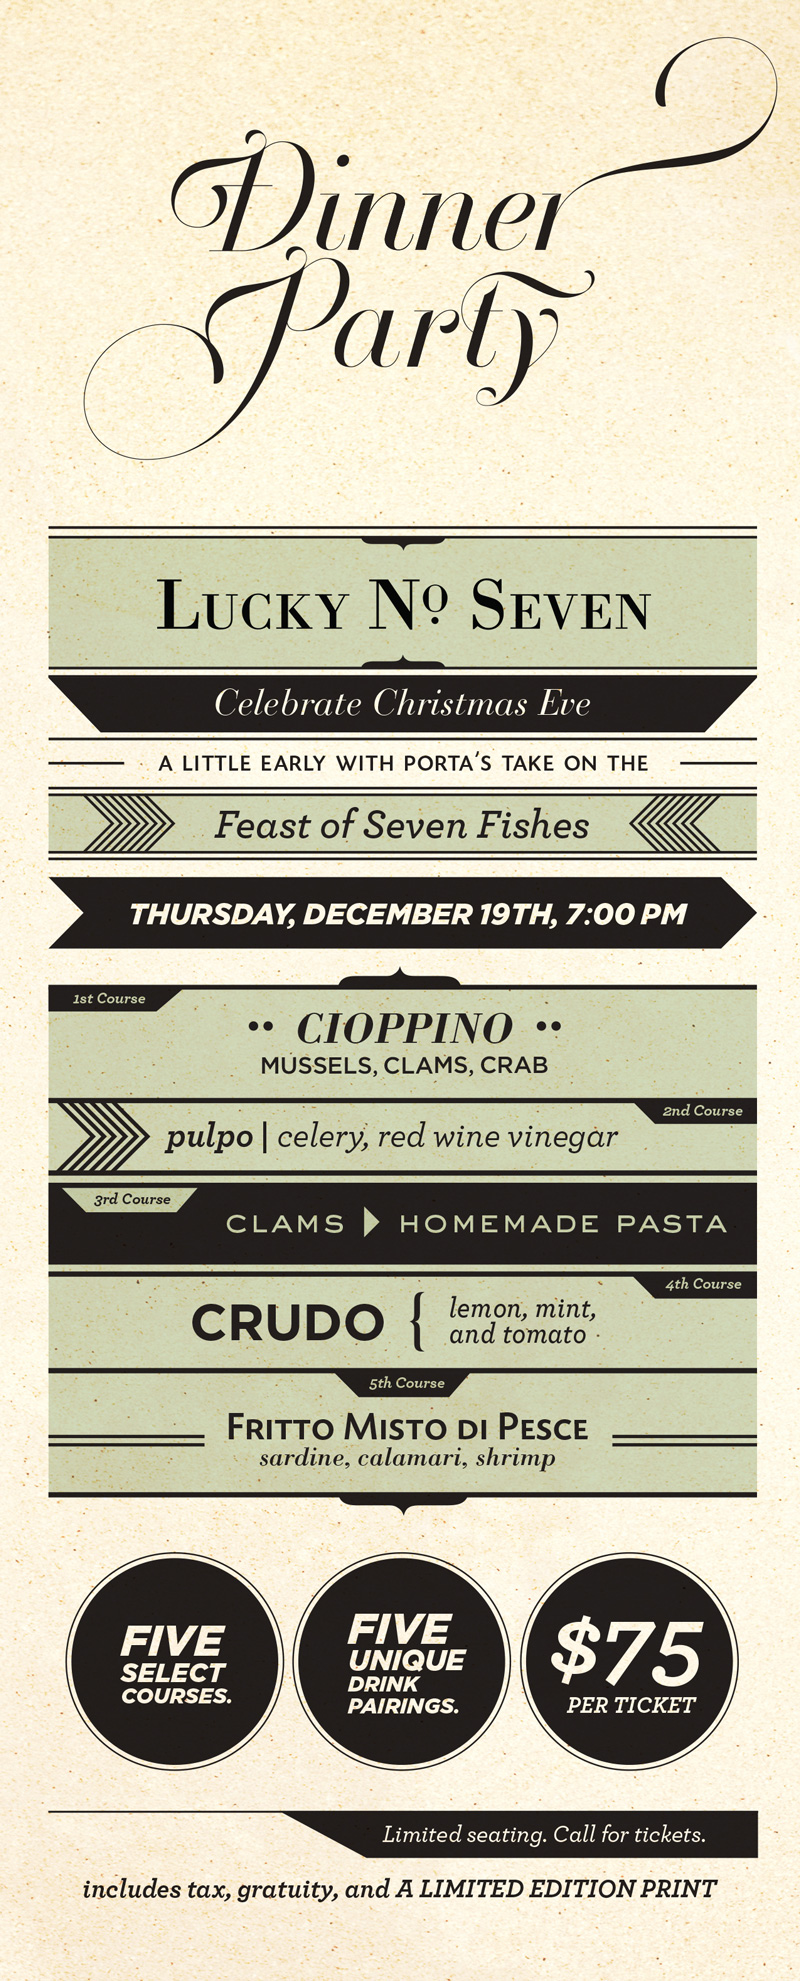 Dinner
Party
Lucky Nº Seven
Celebrate Christmas Eve
A LITTLE EARLY WITH PORTA'S TAKE ON THE
Feast of Seven Fishes
THURSDAY, DECEMBER 19TH, 7:00 PM
1st Course
CIOPPINO
MUSSELS, CLAMS, CRAB
2nd Course
pulpo | celery, red wine vinegar
3rd Course
CLAMS HOMEMADE PASTA
4th Course
CRUDO { lemon, mint,
and tomato
5th Course
Fritto Misto di Pesce
sardine, calamari, shrimp
FIVE
SELECT
COURSES.
FIVE
UNIQUE
DRINK
PAIRINGS.
$75
PER TICKET
Limited seating. Call for tickets.
includes tax, gratuity, and A LIMITED EDITION PRINT